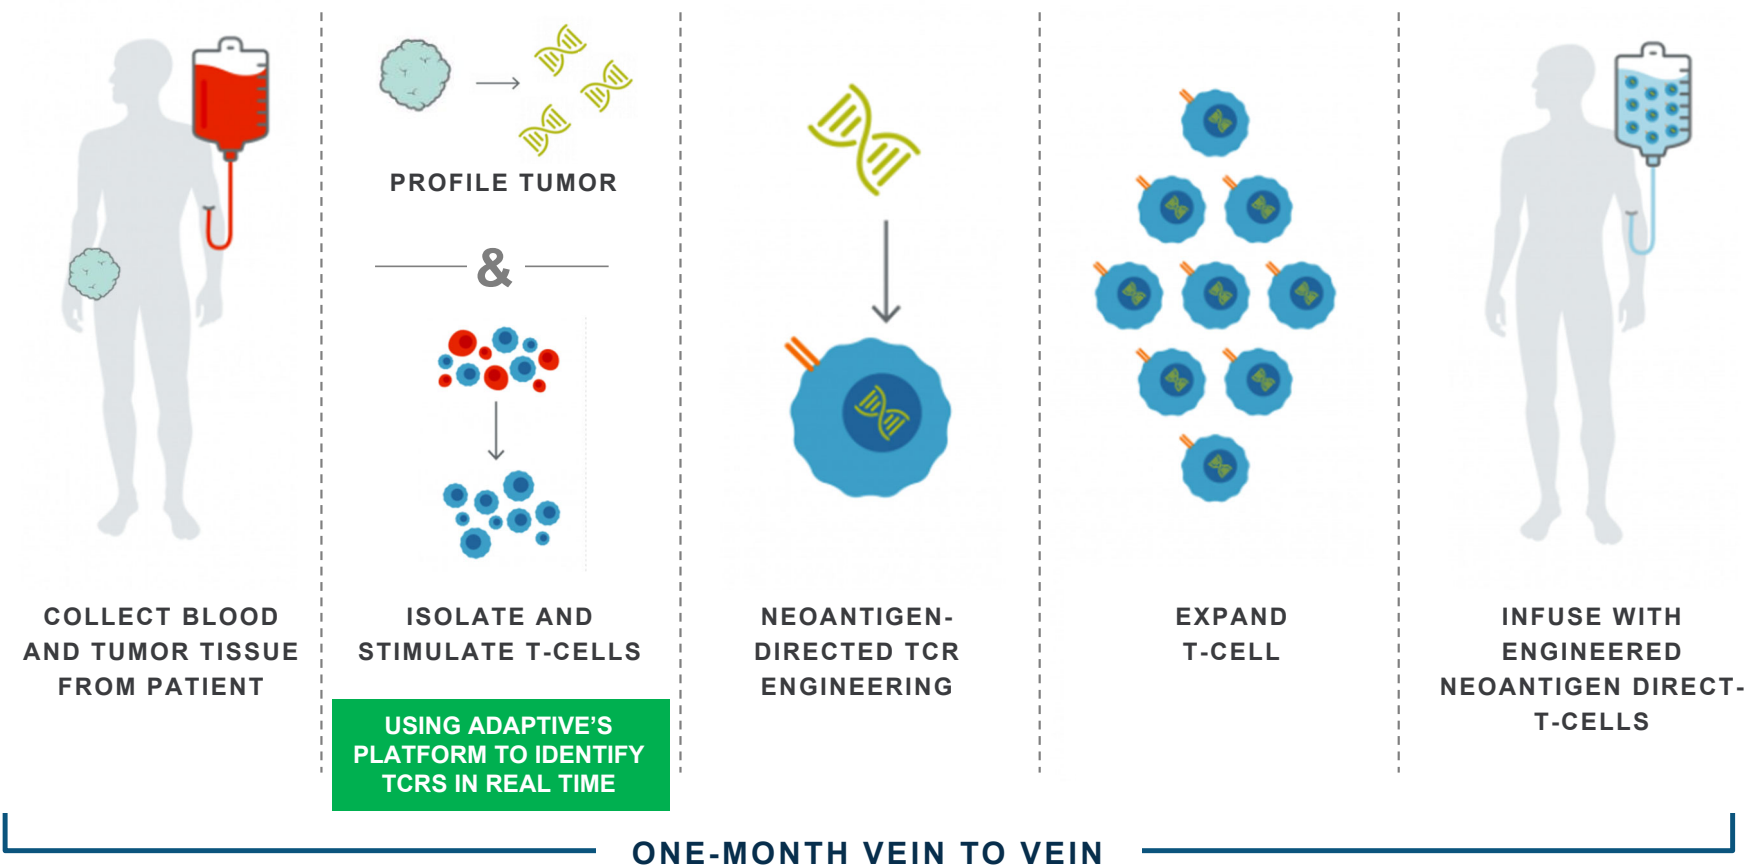 PROFILE TUMOR
&
COLLECT BLOOD
AND TUMOR TISSUE
FROM PATIENT
ISOLATE AND
STIMULATE T-CELLS
USING ADAPTIVE’S
PLATFORM TO IDENTIFY
TCRS IN REAL TIME
NEOANTIGEN-
DIRECTED TCR
ENGINEERING
EXPAND
T-CELL
INFUSE WITH
ENGINEERED
NEOANTIGEN DIRECT-
T-CELLS
ONE-MONTH VEIN TO VEIN